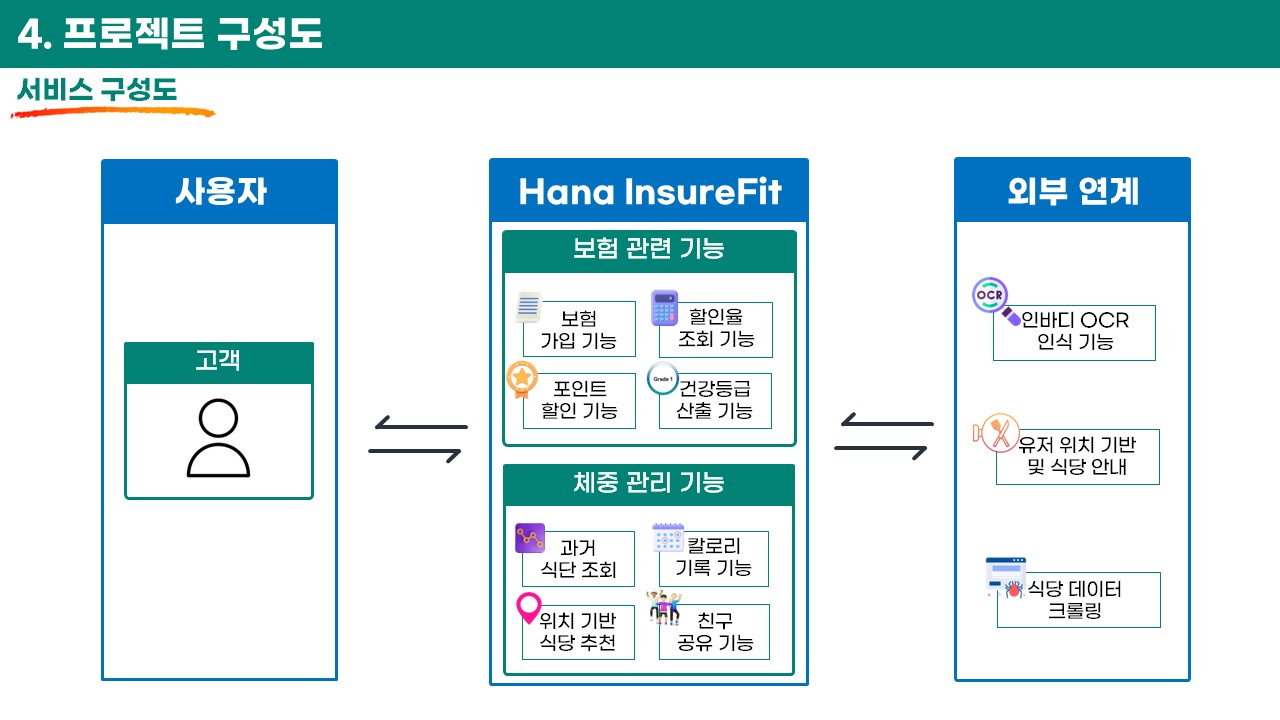 4. 프로젝트 구성도
서비스 구성도
사용자
고객
Hana InsureFit
보험 관련 기능
보험
가입 기능
할인율
조회 기능
포인트
할인 기능
Grade 1
건강등급
산출 기능
체중 관리 기능
과거
식단 조회
칼로리
기록 기능
위치 기반
식당 추천
친구
공유 기능
외부 연계
OCR
인바디 OCR
인식 기능
유저 위치 기반
및 식당 안내
식당 데이터
크롤링